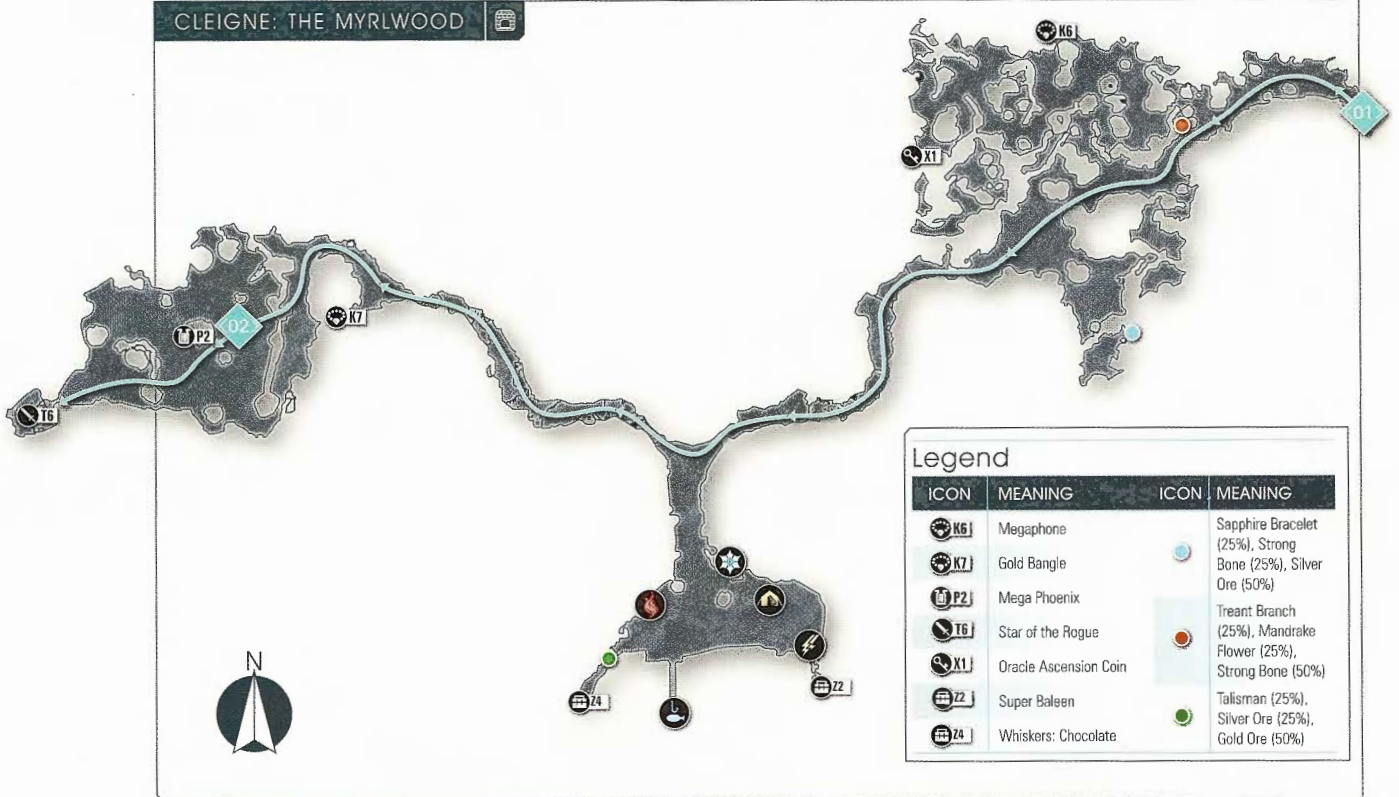 CLEIGNE: THE MYRLWOOD
K6
01
X1
K7
02
P2
T6
Z2
Z4
N
Legend
ICON MEANING ICON MEANING
K6 Megaphone
K7 Gold Bangle
P2 Mega Phoenix
T6 Star of the Rogue
X1 Oracle Ascension Coin
Z2 Super Baleen
Z4 Whiskers: Chocolate
Sapphire Bracelet
(25%), Strong
Bone (25%), Silver
Ore (50%)
Treant Branch
(25%), Mandrake
Flower (25%),
Strong Bone (50%)
Talisman (25%),
Silver Ore (25%),
Gold Ore (50%)